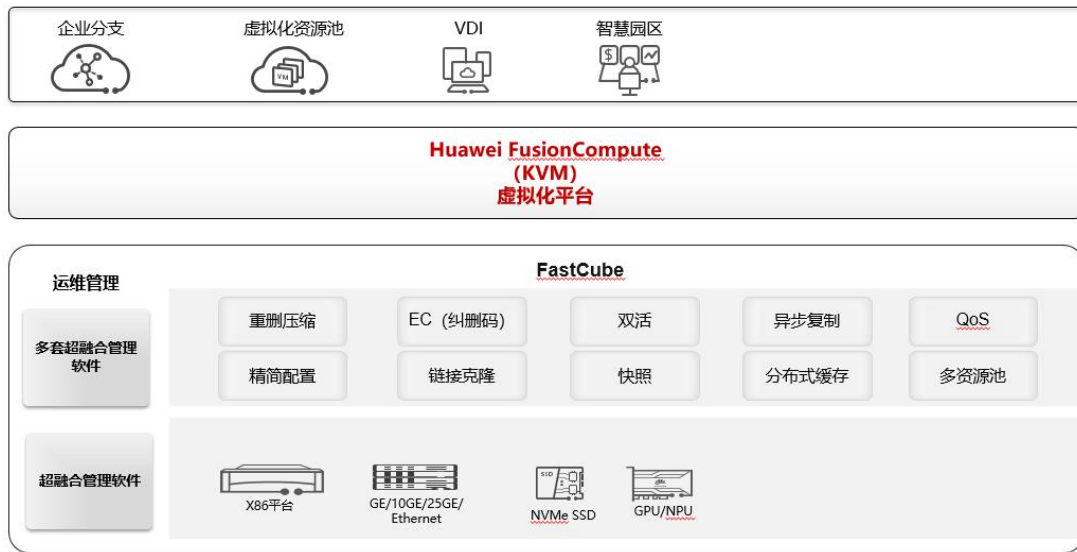 企业分支
虚拟化资源池
VDI
智慧园区
VM
Huawei FusionCompute
（KVM）
虚拟化平台
运维管理
FastCube
多套超融合管理
软件
重删压缩
EC（纠删码）
双活
异步复制
QoS
精简配置
链接克隆
快照
分布式缓存
多资源池
超融合管理软件
SSD
X86平台
GE/10GE/25GE/
Ethernet
NVMe SSD
GPU/NPU